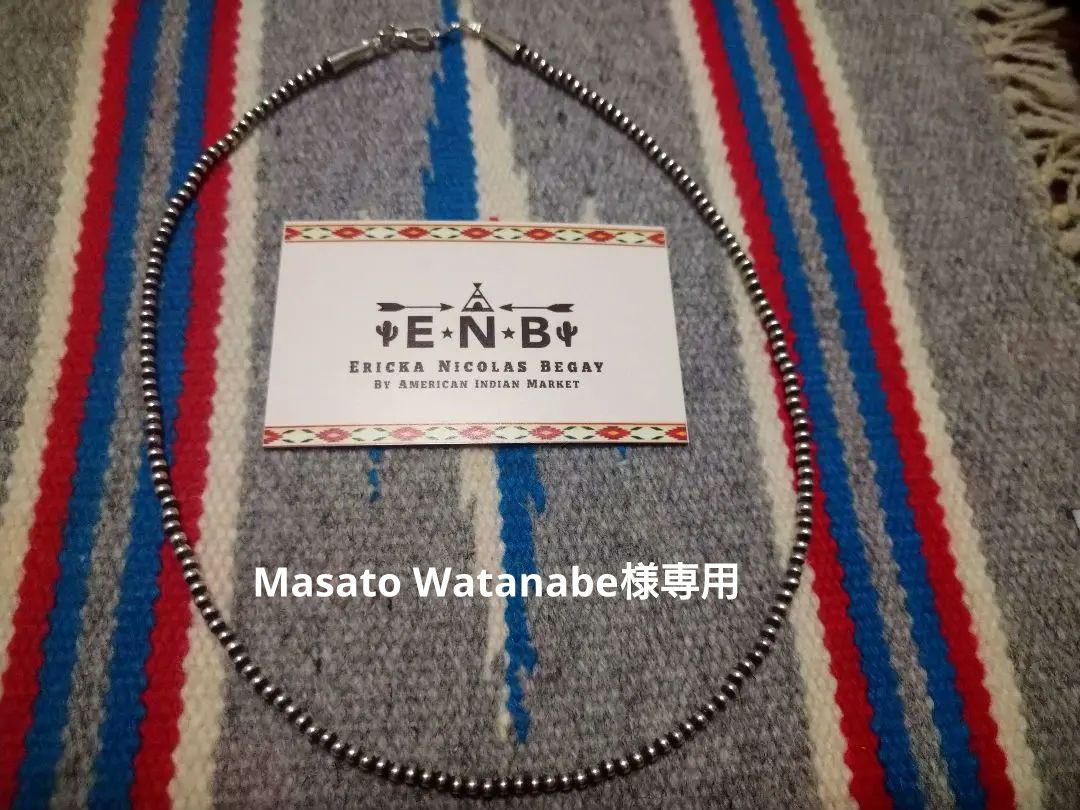 E★N★B
ERICKA NICOLAS BEGAY
BY AMERICAN INDIAN MARKET
Masato Watanabe様専用